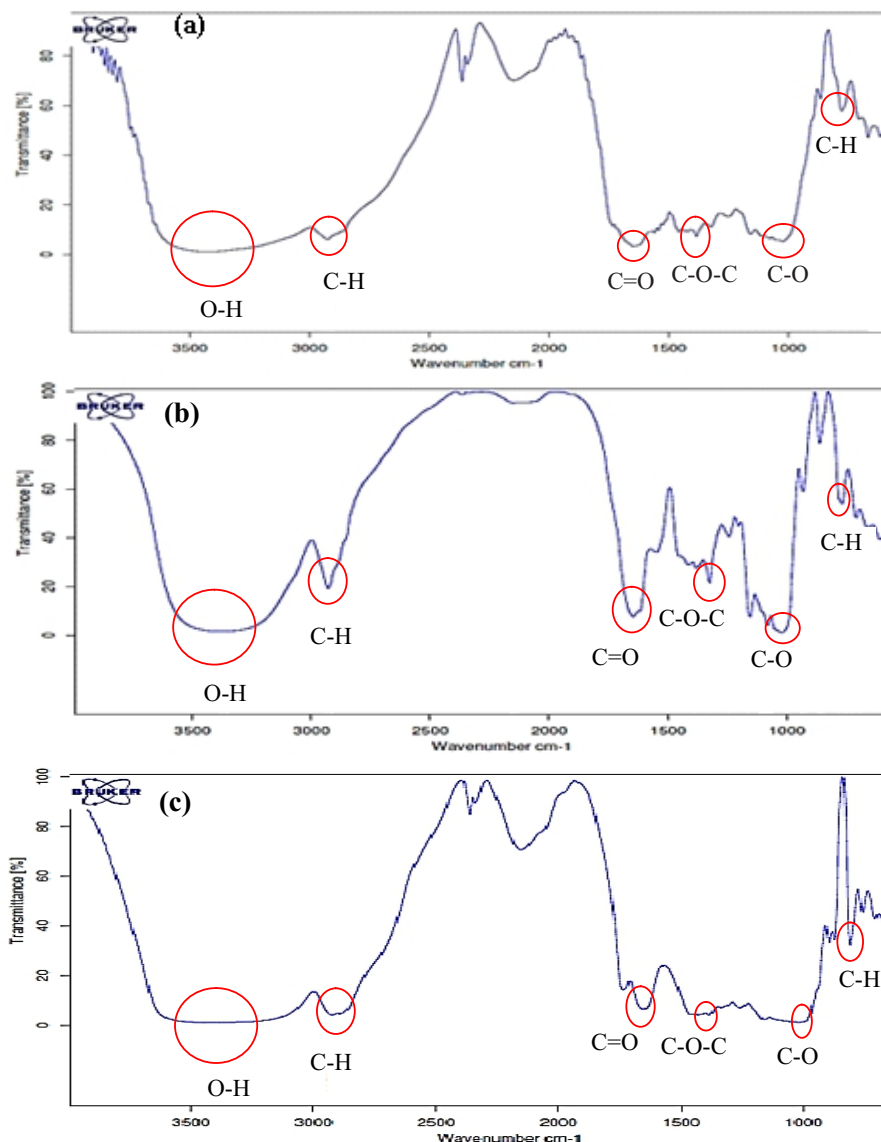 BRUKER
(a)
Transmittance [%]
80
60
40
20
0
O-H
C-H
C=O
C-O-C
C-O
C-H
3500
3000
2500
2000
1500
1000
Wavenumber cm-1
BRUKER
(b)
Transmittance [%]
100
80
60
40
20
0
O-H
C-H
C=O
C-O-C
C-O
C-H
3500
3000
2500
2000
1500
1000
Wavenumber cm-1
BRUKER
(c)
Transmittance [%]
100
80
60
40
20
0
O-H
C-H
C=O
C-O-C
C-O
C-H
3500
3000
2500
2000
1500
1000
Wavenumber cm-1